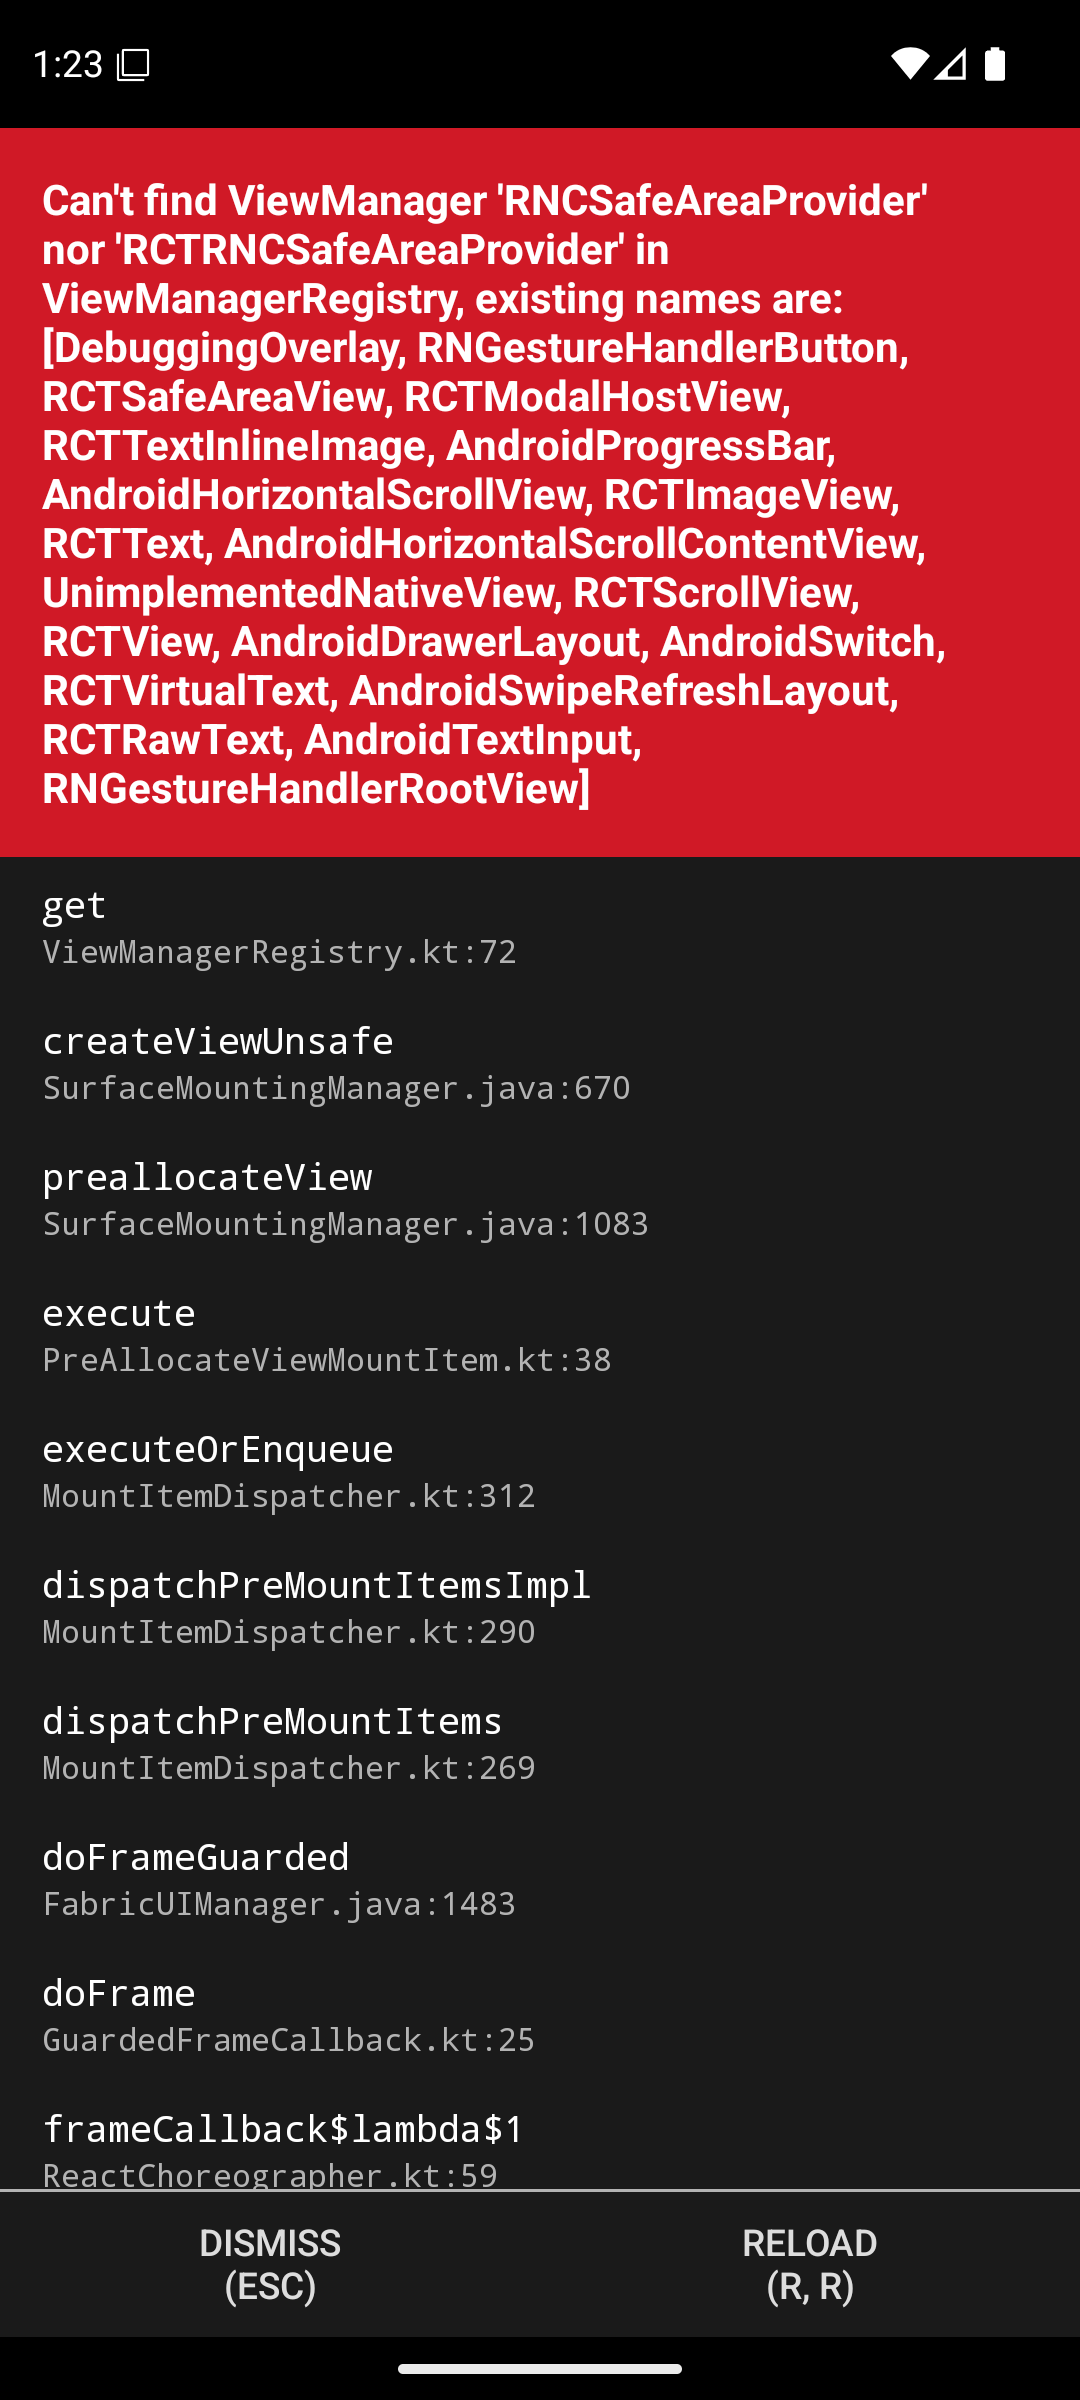 1:23
Can't find ViewManager 'RNCSafeAreaProvider'
nor 'RCTRNCSafeAreaProvider' in
ViewManagerRegistry, existing names are:
[DebuggingOverlay, RNGestureHandlerButton,
RCTSafeAreaView, RCTModalHostView,
RCTTextInlineImage, AndroidProgressBar,
AndroidHorizontalScrollView, RCTImageView,
RCTText, AndroidHorizontalScrollContentView,
UnimplementedNativeView, RCTScrollView,
RCTView, AndroidDrawerLayout, AndroidSwitch,
RCTVirtualText, AndroidSwipeRefreshLayout,
RCTRawText, AndroidTextInput,
RNGestureHandlerRootView]
get
ViewManagerRegistry.kt:72
createViewUnsafe
SurfaceMountingManager.java:670
preallocateView
SurfaceMountingManager.java:1083
execute
PreAllocateViewMountItem.kt:38
executeOrEnqueue
MountItemDispatcher.kt:312
dispatchPreMountItemsImpl
MountItemDispatcher.kt:290
dispatchPreMountItems
MountItemDispatcher.kt:269
doFrameGuarded
FabricUIManager.java:1483
doFrame
GuardedFrameCallback.kt:25
frameCallback$lambda$1
ReactChoreographer.kt:59
DISMISS
(ESC)
RELOAD
(R, R)